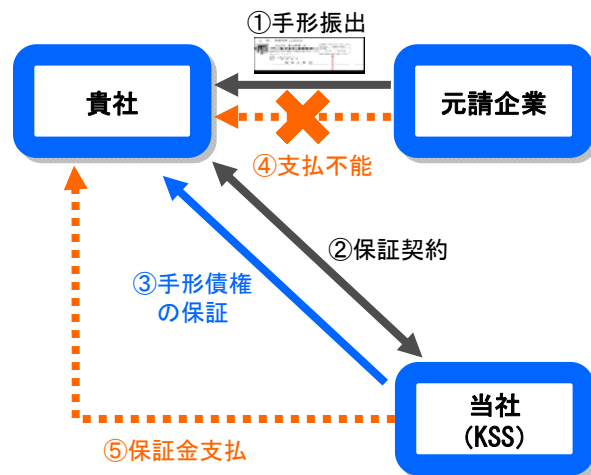 ①手形振出
貴社
元請企業
④支払不能
②保証契約
③手形債権
の保証
当社
(KSS)
⑤保証金支払